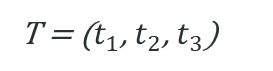 T = (t₁, t₂, t₃)